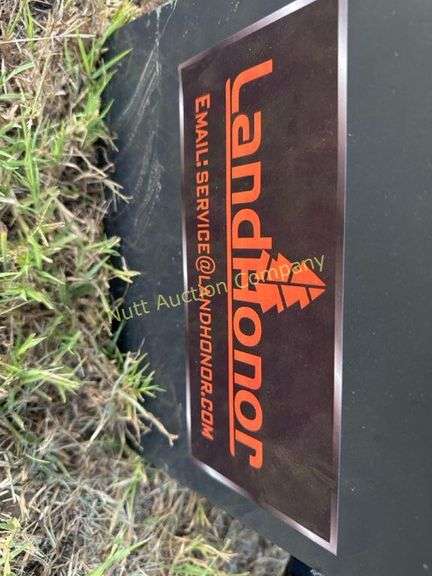 LandHonor
EMAIL: SERVICE@LANDHONOR.COM
Nutt Auction Company